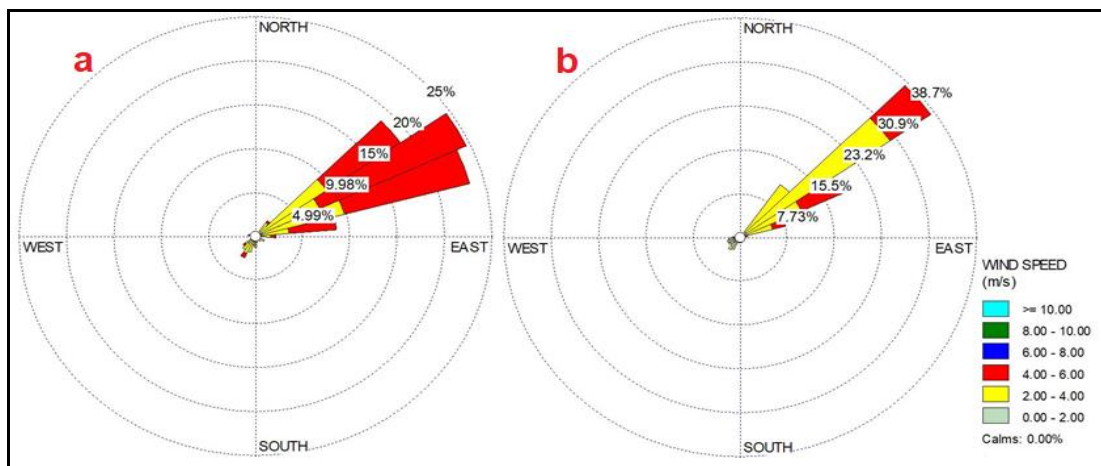 a
NORTH
25%
20%
15%
9.98%
4.99%
WEST
EAST
SOUTH
b
NORTH
38.7%
30.9%
23.2%
15.5%
7.73%
WEST
EAST
SOUTH
WIND SPEED
(m/s)
>= 10.00
8.00 - 10.00
6.00 - 8.00
4.00 - 6.00
2.00 - 4.00
0.00 - 2.00
Calms: 0.00%